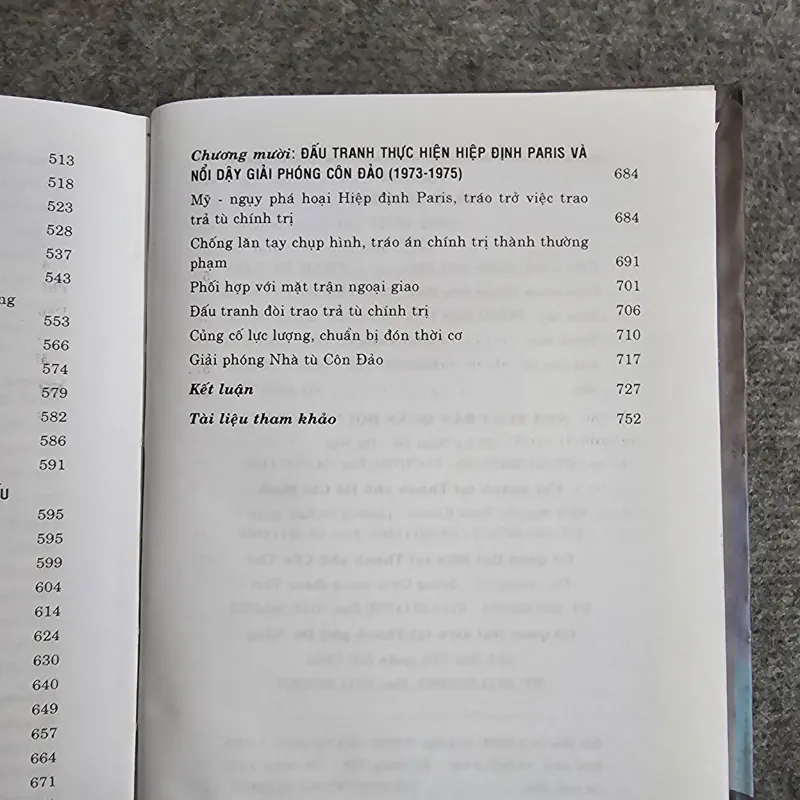 513
518
523
528
537
543
ng
553
566
574
579
582
586
591
ẤU
595
595
599
604
614
624
630
640
649
657
664
671
Chương mười: ĐẤU TRANH THỰC HIỆN HIỆP ĐỊNH PARIS VÀ
NỔI DẬY GIẢI PHÓNG CÔN ĐẢO (1973-1975) 684
Mỹ - ngụy phá hoại Hiệp định Paris, tráo trở việc trao
trả tù chính trị 684
Chống lăn tay chụp hình, tráo án chính trị thành thường
phạm 691
Phối hợp với mặt trận ngoại giao 701
Đấu tranh đòi trao trả tù chính trị 706
Củng cố lực lượng, chuẩn bị đón thời cơ 710
Giải phóng Nhà tù Côn Đảo 717
Kết luận 727
Tài liệu tham khảo 752